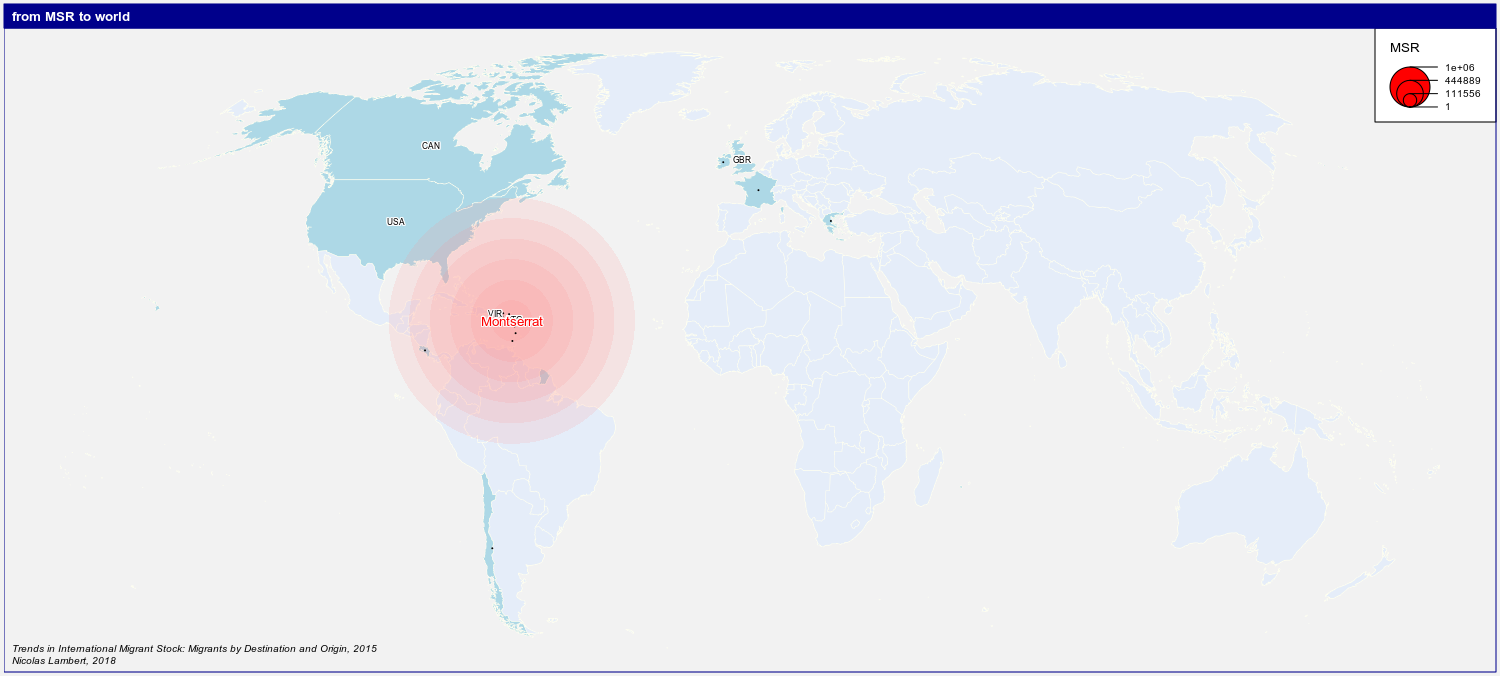 from MSR to world
MSR
1e+06
444889
111556
1
CAN
GBR
USA
VIR
Montserrat
Trends in International Migrant Stock: Migrants by Destination and Origin, 2015
Nicolas Lambert, 2018